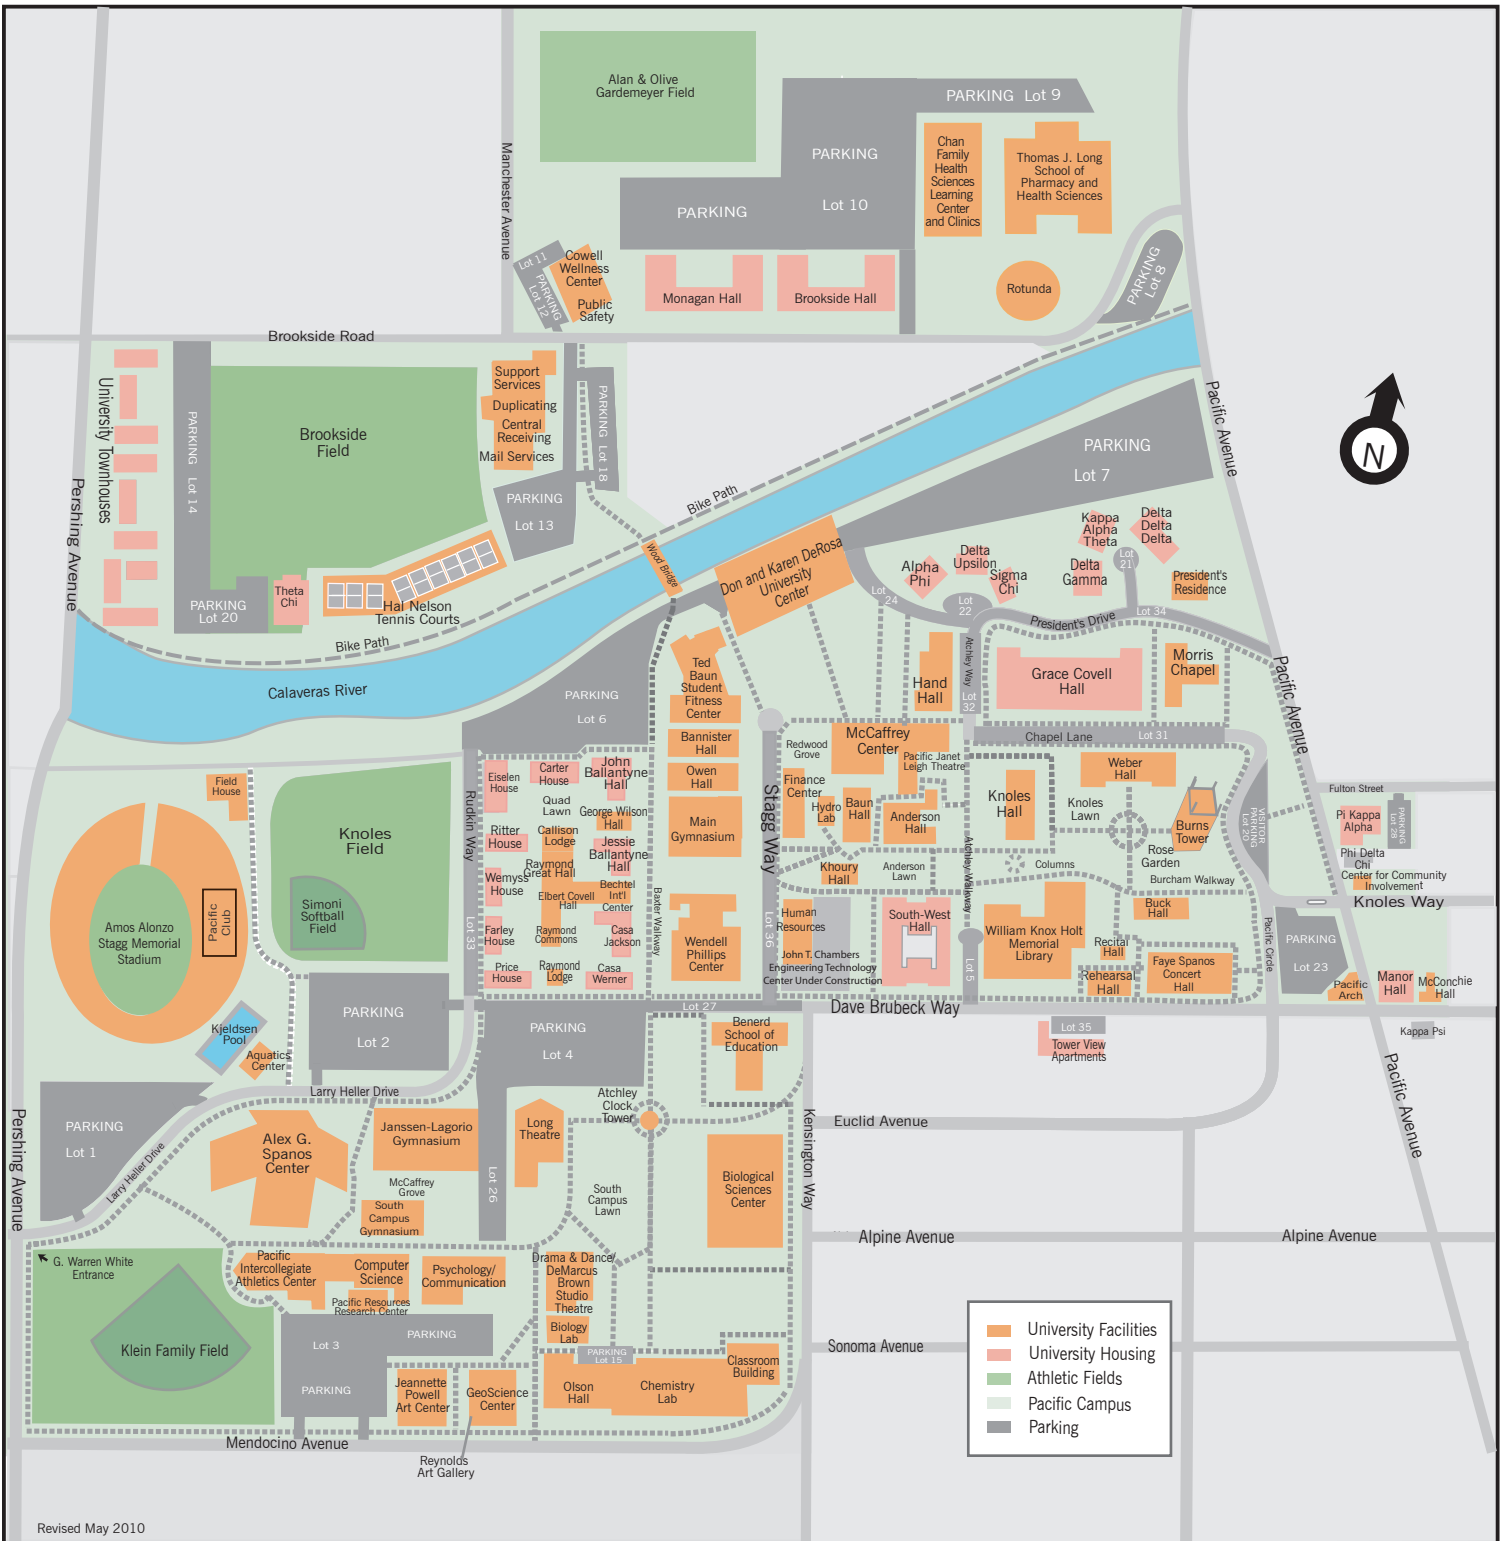 Alan & Olive
Gardemeyer Field
PARKING Lot 9
PARKING
Lot 10
PARKING
Chan
Family
Health
Sciences
Learning
Center
and Clinics
Thomas J. Long
School of
Pharmacy and
Health Sciences
Manchester Avenue
Lot 11
PARKING
Lot 12
Cowell
Wellness
Center
Public
Safety
Monagan Hall
Brookside Hall
Rotunda
PARKING
Lot 8
Brookside Road
University Townhouses
PARKING Lot 14
Brookside
Field
Support
Services
Duplicating
Central
Receiving
Mail Services
PARKING Lot 18
PARKING
Lot 13
Bike Path
PARKING
Lot 7
Pacific Avenue
N
Pershing Avenue
Wood Bridge
Don and Karen DeRosa
University
Center
Kappa
Alpha
Theta
Delta
Delta
Delta
Lot
21
Alpha
Phi
Delta
Upsilon
Sigma
Chi
Delta
Gamma
President's
Residence
Lot
24
Lot
22
Lot 34
President's Drive
PARKING
Lot 20
Theta
Chi
Hal Nelson
Tennis Courts
Bike Path
Calaveras River
PARKING
Lot 6
Ted
Baun
Student
Fitness
Center
Hand
Hall
Atchley Way
Lot
32
Grace Covell
Hall
Morris
Chapel
Pacific Avenue
Bannister
Hall
Owen
Hall
Main
Gymnasium
Redwood
Grove
McCaffrey
Center
Pacific Janet
Leigh Theatre
Chapel Lane
Lot 31
Field
House
Rudkin Way
Eiselen
House
Carter
House
John
Ballantyne
Hall
Quad
Lawn
George Wilson
Hall
Stagg Way
Finance
Center
Hydro
Lab
Baun
Hall
Anderson
Hall
Knoles
Hall
Weber
Hall
Knoles
Lawn
Burns
Tower
VISITOR
PARKING
Lot 20
Fulton Street
Pi Kappa
Alpha
PARKING
Lot 28
Knoles
Field
Ritter
House
Callison
Lodge
Jessie
Ballantyne
Hall
Raymond
Great Hall
Wemyss
House
Elbert Covell
Hall
Bechtel
Int'l
Center
Khoury
Hall
Anderson
Lawn
Atchley Walkway
Columns
Rose
Garden
Burcham Walkway
Phi Delta
Chi
Center for Community
Involvement
Knoles Way
Amos Alonzo
Stagg Memorial
Stadium
Pacific
Club
Simoni
Softball
Field
Lot 33
Farley
House
Raymond
Commons
Casa
Jackson
Baxter Walkway
Wendell
Phillips
Center
Lot 36
Human
Resources
South-West
Hall
John T. Chambers
Engineering Technology
Center Under Construction
William Knox Holt
Memorial
Library
Buck
Hall
Recital
Hall
Rehearsal
Hall
Faye Spanos
Concert
Hall
Pacific Circle
PARKING
Lot 23
Pacific
Arch
Manor
Hall
McConchie
Hall
Price
House
Raymond
Lodge
Casa
Werner
Lot 5
Lot 27
Dave Brubeck Way
Kappa Psi
Kjeldsen
Pool
Aquatics
Center
PARKING
Lot 2
PARKING
Lot 4
Benerd
School of
Education
Lot 35
Tower View
Apartments
Larry Heller Drive
Atchley
Clock
Tower
Pacific Avenue
PARKING
Lot 1
Larry Heller Drive
Pershing Avenue
Alex G.
Spanos
Center
Janssen-Lagorio
Gymnasium
Long
Theatre
Euclid Avenue
Kensington Way
McCaffrey
Grove
South
Campus
Gymnasium
Lot 26
South
Campus
Lawn
Biological
Sciences
Center
Alpine Avenue
Alpine Avenue
G. Warren White
Entrance
Pacific
Intercollegiate
Athletics Center
Computer
Science
Pacific Resources
Research Center
Psychology/
Communication
Drama & Dance/
DeMarcus
Brown
Studio
Theatre
Biology
Lab
Klein Family Field
Lot 3
PARKING
PARKING
PARKING
Lot 15
Classroom
Building
Sonoma Avenue
Jeannette
Powell
Art Center
GeoScience
Center
Olson
Hall
Chemistry
Lab
Mendocino Avenue
Reynolds
Art Gallery
University Facilities
University Housing
Athletic Fields
Pacific Campus
Parking
Revised May 2010